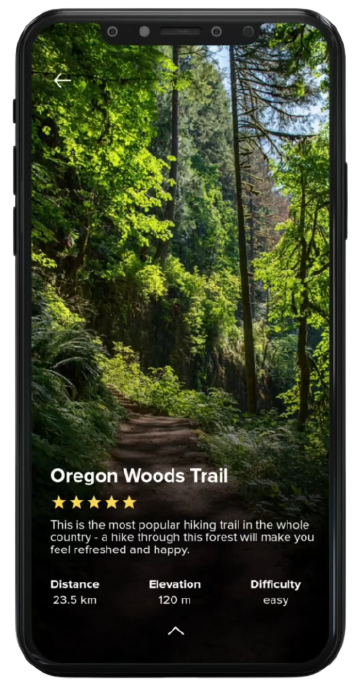 Oregon Woods Trail
This is the most popular hiking trail in the whole
country - a hike through this forest will make you
feel refreshed and happy.
Distance Elevation Difficulty
23.5 km 120 m easy